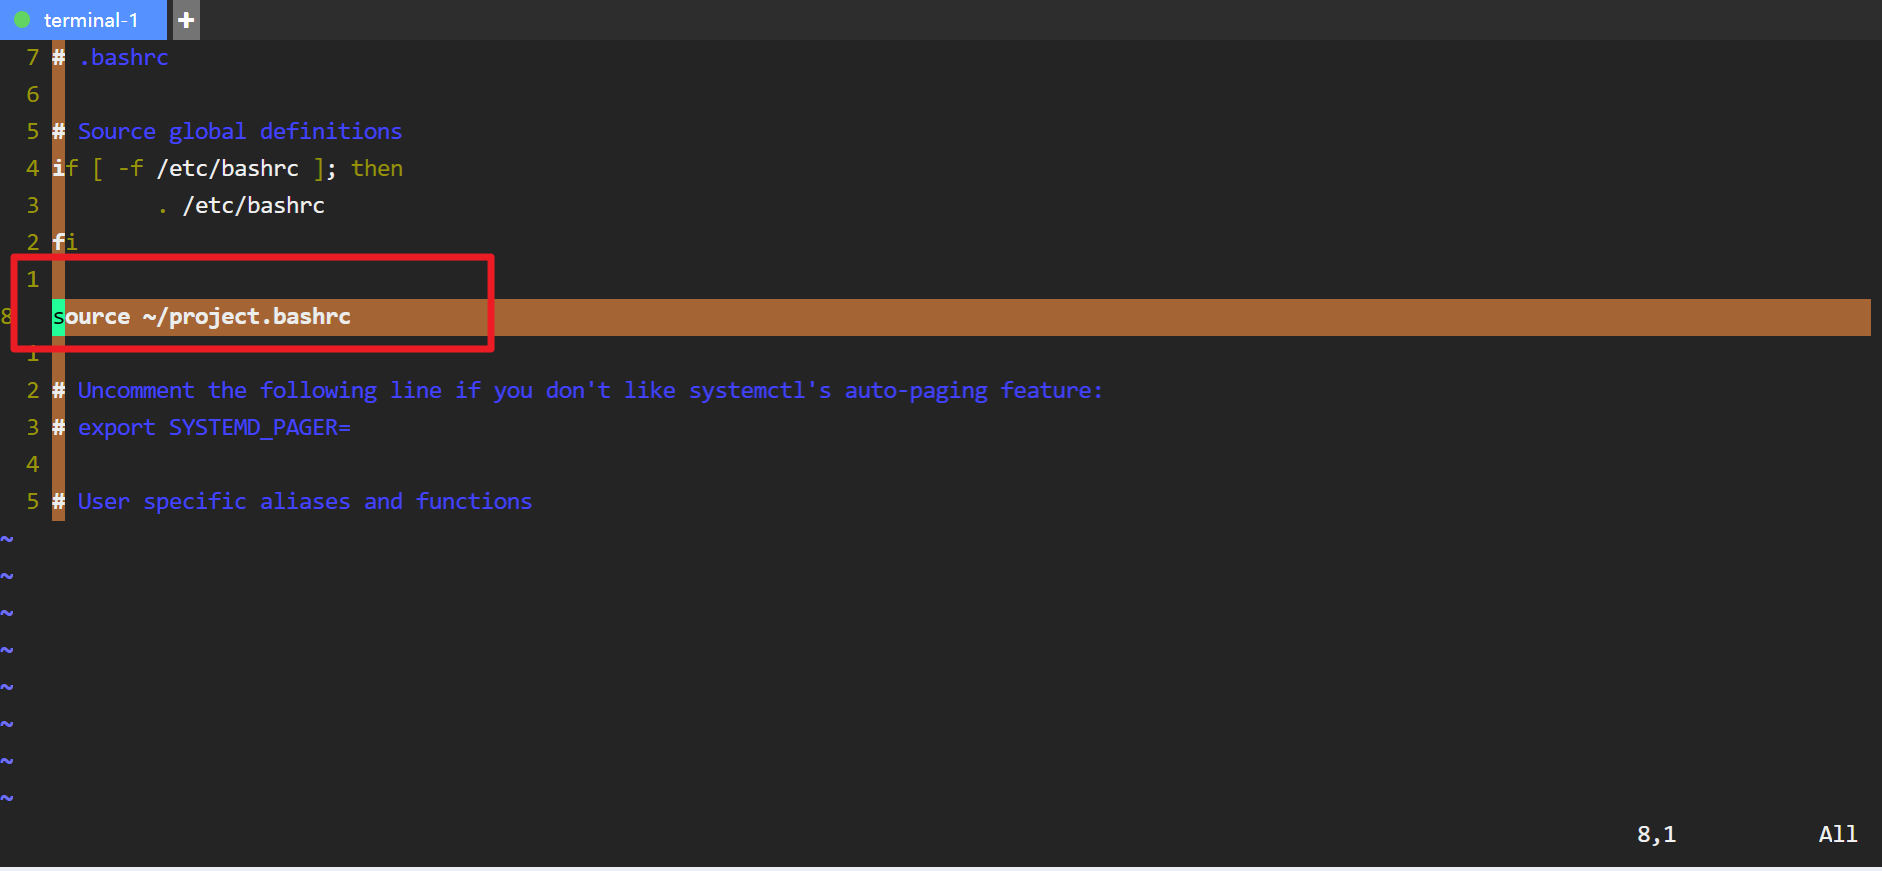 terminal-1 +
7 # .bashrc
6
5 # Source global definitions
4 if [ -f /etc/bashrc ]; then
3 . /etc/bashrc
2 fi
1
8 source ~/project.bashrc
1
2 # Uncomment the following line if you don't like systemctl's auto-paging feature:
3 # export SYSTEMD_PAGER=
4
5 # User specific aliases and functions
~
~
~
~
~
~
~
~
8,1 All